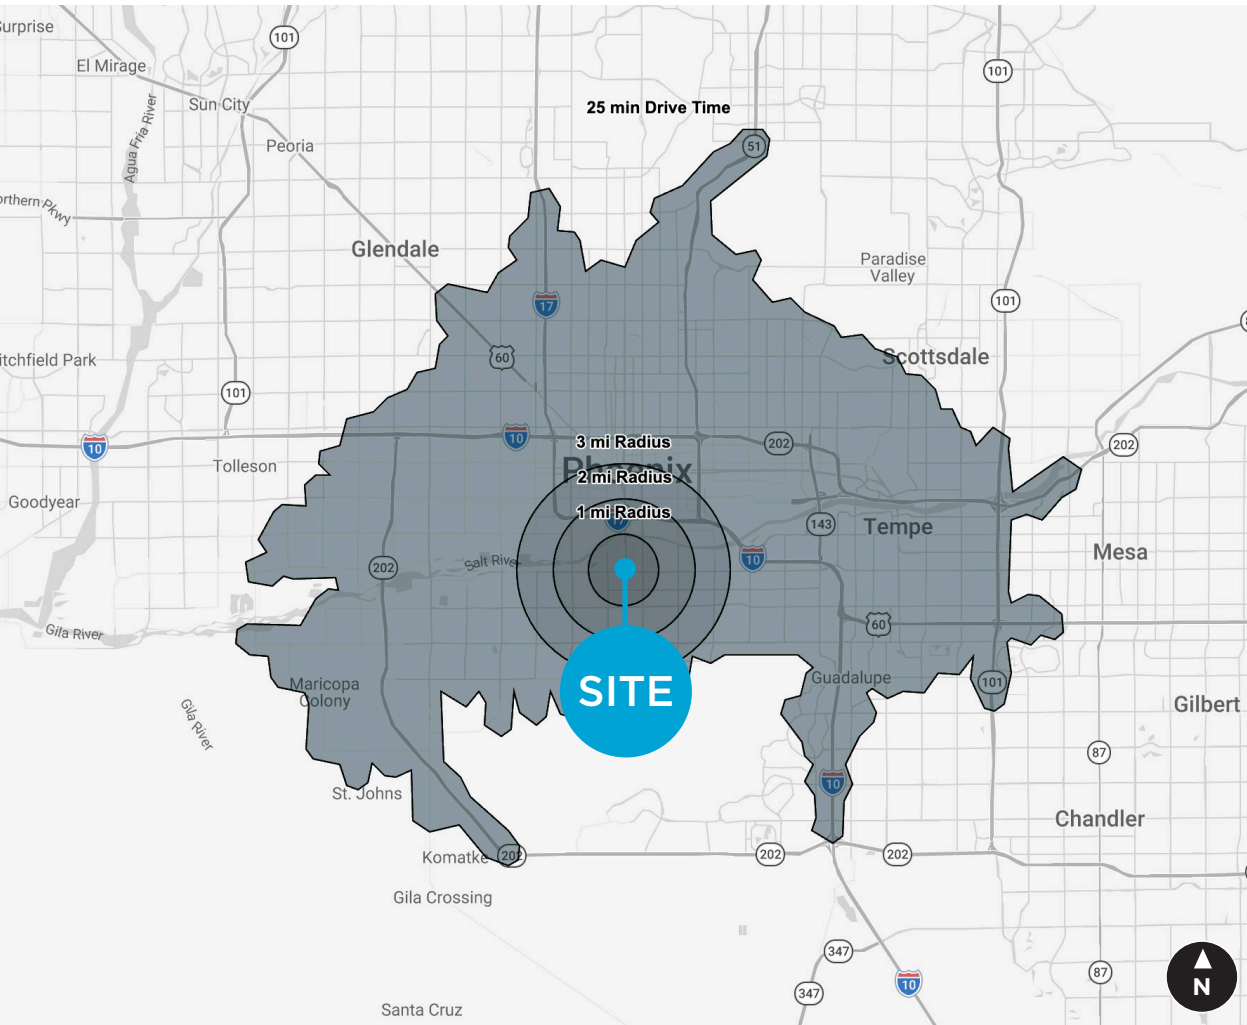 Surprise
101
El Mirage
101
Sun City
25 min Drive Time
Agua Fria River
Peoria
51
Northern Pkwy
Glendale
Paradise
Valley
17
101
60
Scottsdale
itchfield Park
101
10
10
3 mi Radius
202
202
Tolleson
Phoenix
2 mi Radius
Goodyear
1 mi Radius
17
143
Tempe
Mesa
202
Salt River
10
Gila River
60
Maricopa
Colony
Guadalupe
101
SITE
Gila River
Gilbert
87
10
St. Johns
Chandler
Komatke
202
202
202
Gila Crossing
347
87
10
347
N
Santa Cruz